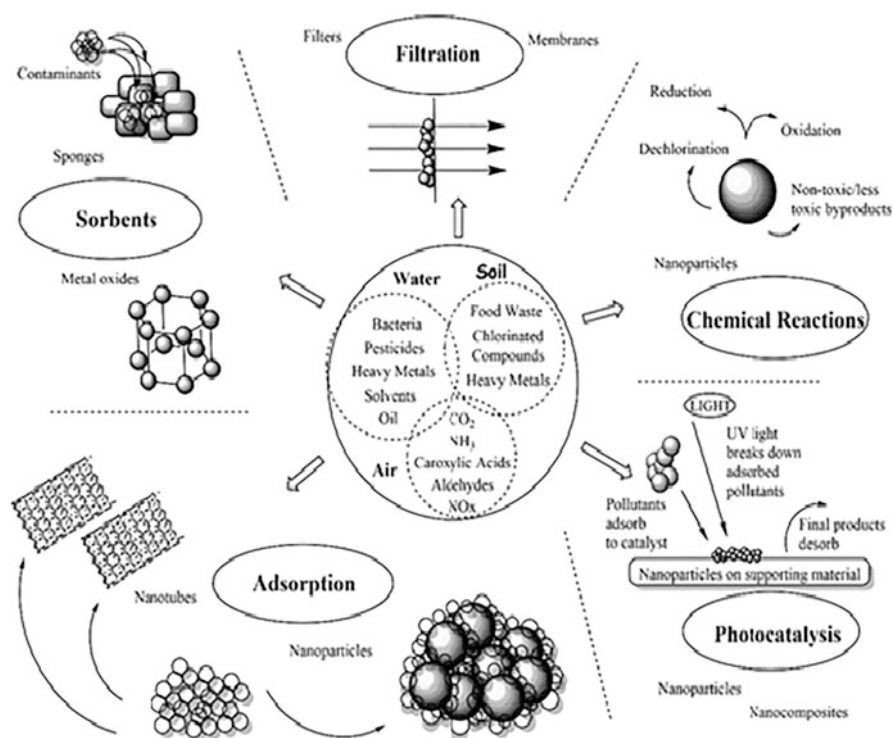 Filters
Filtration
Membranes
Contaminants
Sponges
Sorbents
Metal oxides
Reduction
Oxidation
Dechlorination
Non-toxic/less
toxic byproducts
Nanoparticles
Chemical Reactions
Water
Soil
Bacteria
Pesticides
Heavy Metals
Solvents
Oil
Food Waste
Chlorinated
Compounds
Heavy Metals
CO₂
NH₃
Caroxylic Acids
Aldehydes
NOx
Air
LIGHT
UV light
breaks down
adsorbed
pollutants
Pollutants
adsorb
to catalyst
Final products
desorb
Nanoparticles on supporting material
Photocatalysis
Nanoparticles
Nanocomposites
Nanotubes
Adsorption
Nanoparticles